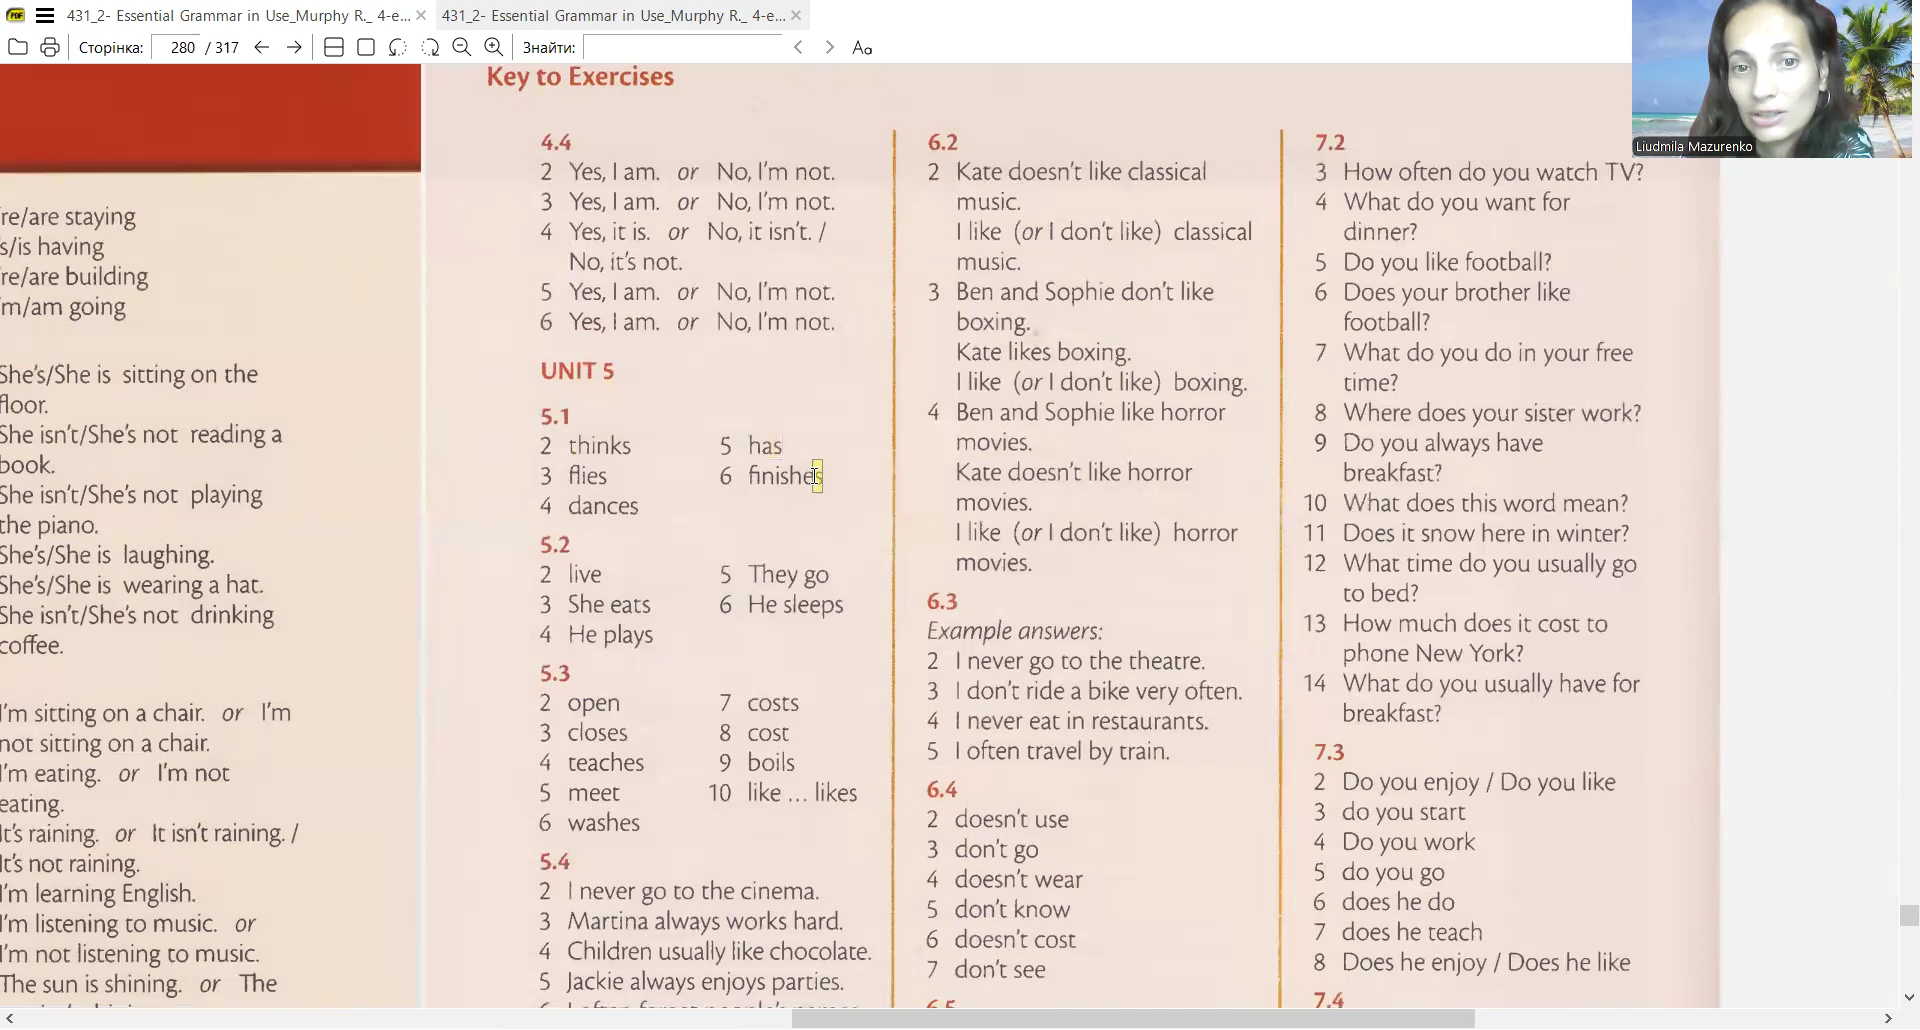 431_2- Essential Grammar in Use_Murphy R._ 4-e...
431_2- Essential Grammar in Use_Murphy R._ 4-e...
Сторінка: 280 / 317
Знайти:
Aa
Liudmila Mazurenko
're/are staying
's/is having
're/are building
'm/am going
She's/She is sitting on the
floor.
She isn't/She's not reading a
book.
She isn't/She's not playing
the piano.
She's/She is laughing.
She's/She is wearing a hat.
She isn't/She's not drinking
coffee.
I'm sitting on a chair. or I'm
not sitting on a chair.
I'm eating. or I'm not
eating.
It's raining. or It isn't raining. /
It's not raining.
I'm learning English.
I'm listening to music. or
I'm not listening to music.
The sun is shining. or The
Key to Exercises
4.4
2 Yes, I am. or No, I'm not.
3 Yes, I am. or No, I'm not.
4 Yes, it is. or No, it isn't. /
No, it's not.
5 Yes, I am. or No, I'm not.
6 Yes, I am. or No, I'm not.
UNIT 5
5.1
2 thinks 5 has
3 flies 6 finishes
4 dances
5.2
2 live 5 They go
3 She eats 6 He sleeps
4 He plays
5.3
2 open 7 costs
3 closes 8 cost
4 teaches 9 boils
5 meet 10 like ... likes
6 washes
5.4
2 I never go to the cinema.
3 Martina always works hard.
4 Children usually like chocolate.
5 Jackie always enjoys parties.
6.2
2 Kate doesn't like classical
music.
I like (or I don't like) classical
music.
3 Ben and Sophie don't like
boxing.
Kate likes boxing.
I like (or I don't like) boxing.
4 Ben and Sophie like horror
movies.
Kate doesn't like horror
movies.
I like (or I don't like) horror
movies.
6.3
Example answers:
2 I never go to the theatre.
3 I don't ride a bike very often.
4 I never eat in restaurants.
5 I often travel by train.
6.4
2 doesn't use
3 don't go
4 doesn't wear
5 don't know
6 doesn't cost
7 don't see
6.5
7.2
3 How often do you watch TV?
4 What do you want for
dinner?
5 Do you like football?
6 Does your brother like
football?
7 What do you do in your free
time?
8 Where does your sister work?
9 Do you always have
breakfast?
10 What does this word mean?
11 Does it snow here in winter?
12 What time do you usually go
to bed?
13 How much does it cost to
phone New York?
14 What do you usually have for
breakfast?
7.3
2 Do you enjoy / Do you like
3 do you start
4 Do you work
5 do you go
6 does he do
7 does he teach
8 Does he enjoy / Does he like
7.4